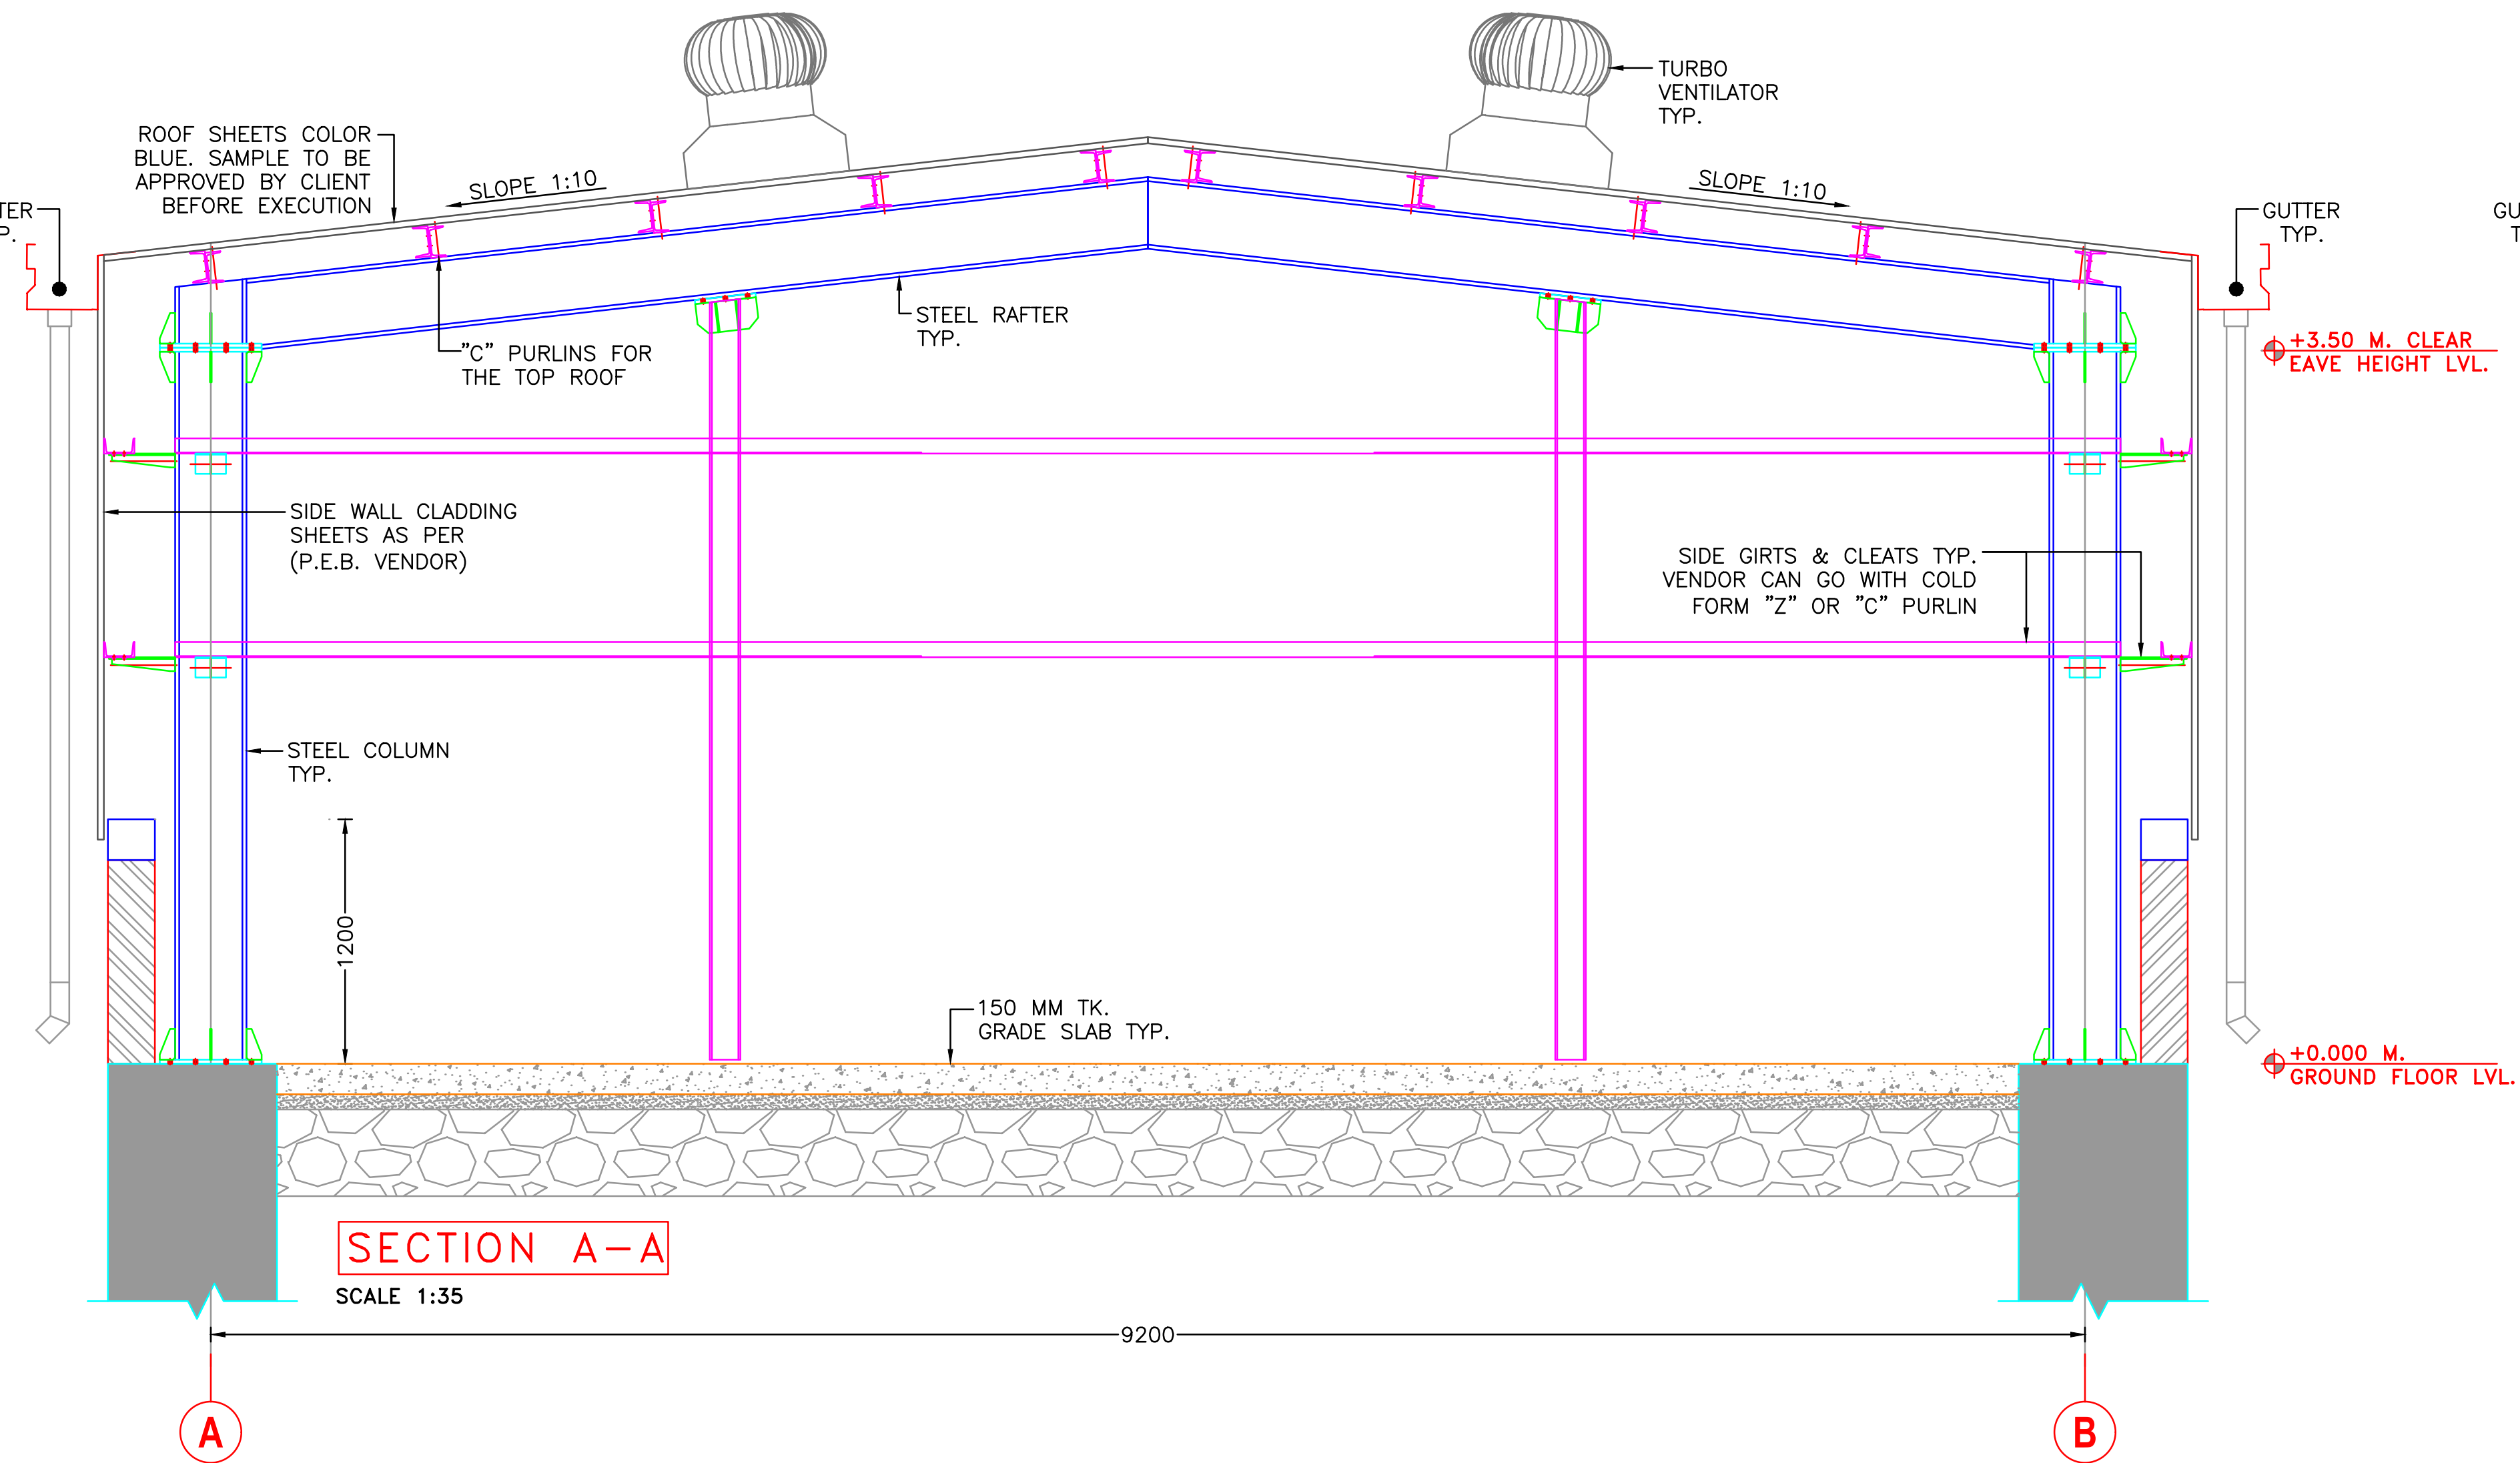 TURBO
VENTILATOR
TYP.
ROOF SHEETS COLOR
BLUE. SAMPLE TO BE
APPROVED BY CLIENT
BEFORE EXECUTION
SLOPE 1:10
SLOPE 1:10
TER
P.
GUTTER
TYP.
GU
T
STEEL RAFTER
TYP.
"C" PURLINS FOR
THE TOP ROOF
+3.50 M. CLEAR
EAVE HEIGHT LVL.
SIDE WALL CLADDING
SHEETS AS PER
(P.E.B. VENDOR)
SIDE GIRTS & CLEATS TYP.
VENDOR CAN GO WITH COLD
FORM "Z" OR "C" PURLIN
STEEL COLUMN
TYP.
1200
150 MM TK.
GRADE SLAB TYP.
+0.000 M.
GROUND FLOOR LVL.
SECTION A-A
SCALE 1:35
9200
A
B